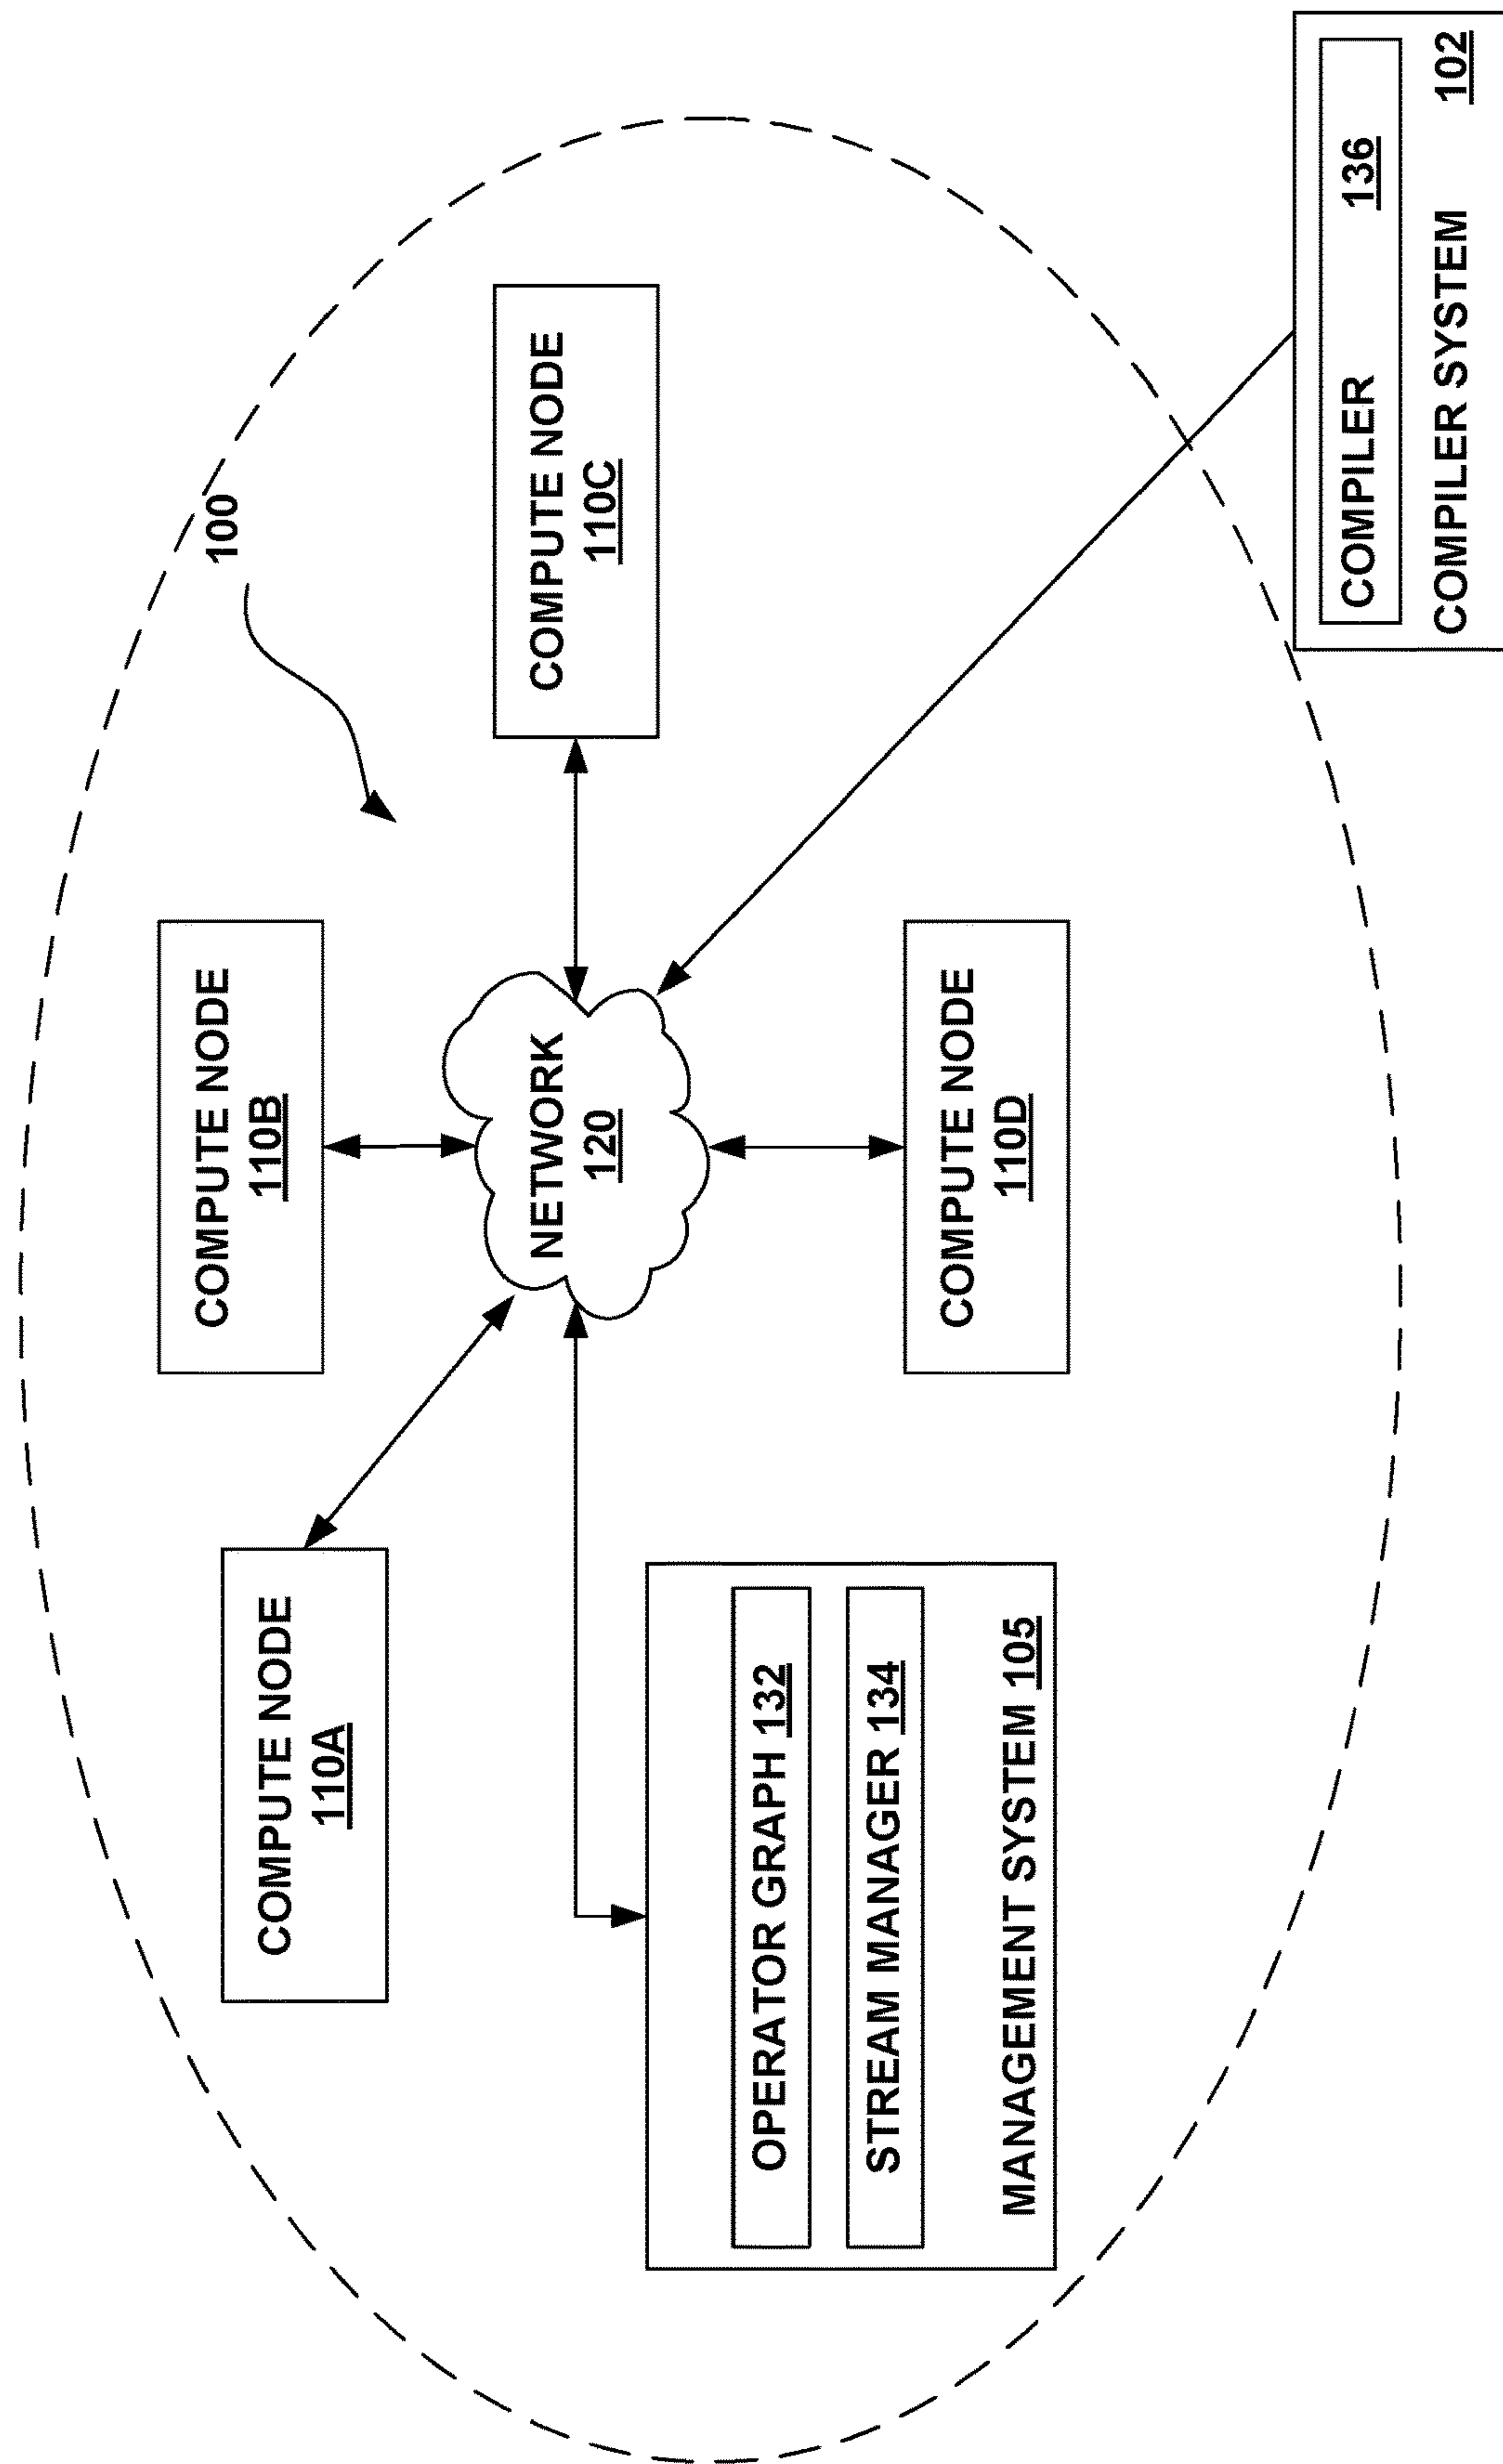 100
COMPUTE NODE
110A
COMPUTE NODE
110B
COMPUTE NODE
110C
NETWORK
120
COMPUTE NODE
110D
OPERATOR GRAPH 132
STREAM MANAGER 134
MANAGEMENT SYSTEM 105
COMPILER 136
COMPILER SYSTEM 102